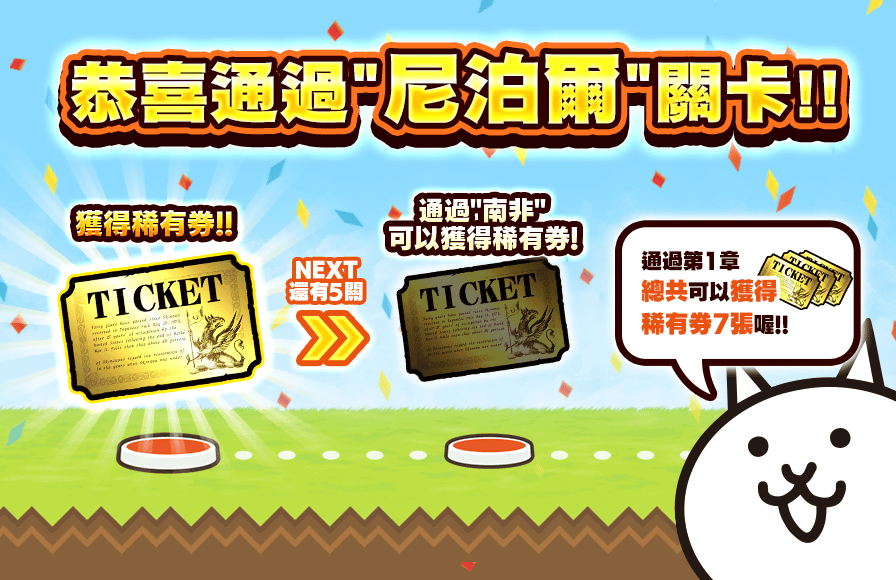 恭喜通過"尼泊爾"關卡!!
獲得稀有券!!
TICKET
NEXT
還有5關
通過"南非"
可以獲得稀有券!
TICKET
通過第1章
總共可以獲得
稀有券7張喔!!
TICKET